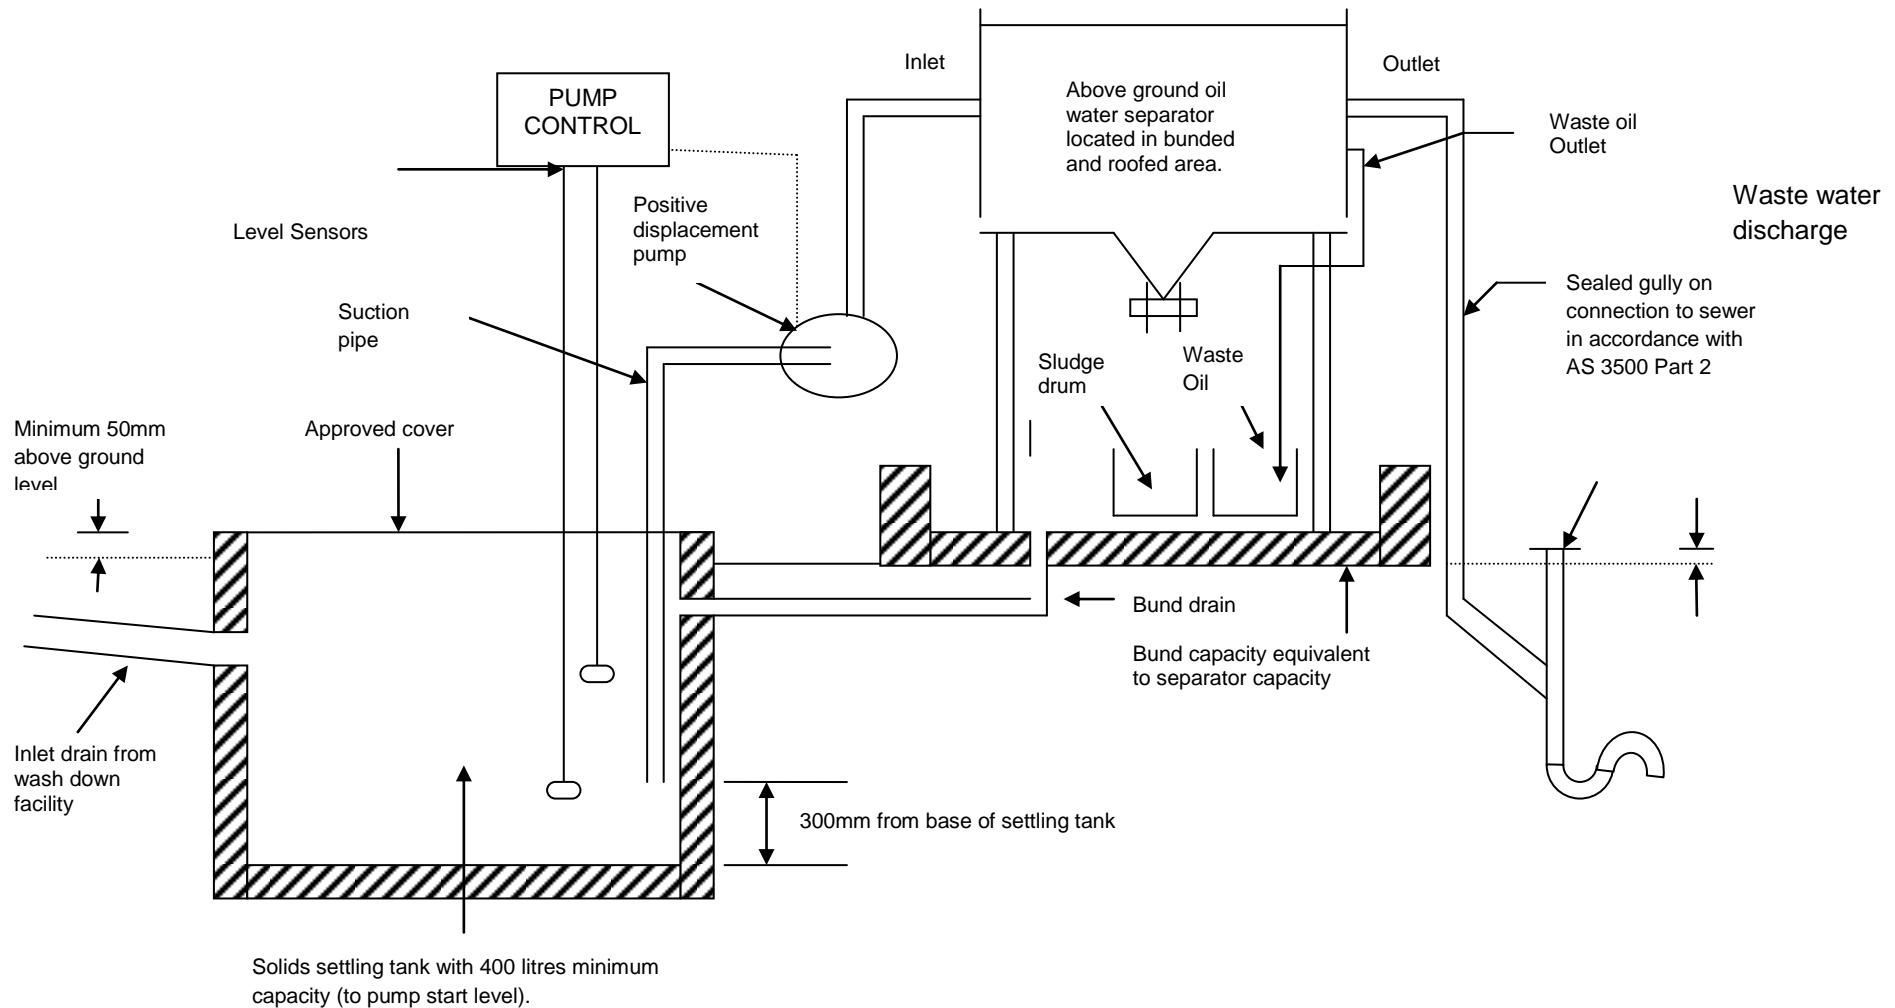 Inlet
Outlet
PUMP
CONTROL
Above ground oil
water separator
located in bunded
and roofed area.
Waste oil
Outlet
Waste water
discharge
Level Sensors
Positive
displacement
pump
Suction
pipe
Sealed gully on
connection to sewer
in accordance with
AS 3500 Part 2
Sludge
drum
Waste
Oil
Minimum 50mm
above ground
level
Approved cover
Bund drain
Bund capacity equivalent
to separator capacity
Inlet drain from
wash down
facility
300mm from base of settling tank
Solids settling tank with 400 litres minimum
capacity (to pump start level).